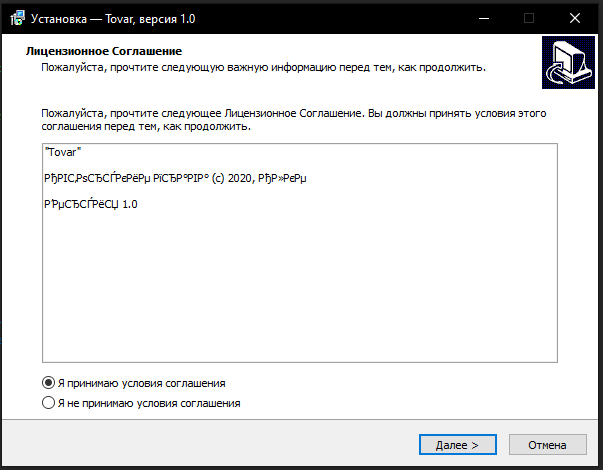 Установка — Tovar, версия 1.0
Лицензионное Соглашение
Пожалуйста, прочтите следующую важную информацию перед тем, как продолжить.
Пожалуйста, прочтите следующее Лицензионное Соглашение. Вы должны принять условия этого
соглашения перед тем, как продолжить.
"Tovar"
РђРІС‚РѕСЂСЃРєРёРµ РїСЂР°РІР° (c) 2020, РђР»РєРµ
Р’РµСЂСЃРёСЏ 1.0
Я принимаю условия соглашения
Я не принимаю условия соглашения
Далее >
Отмена